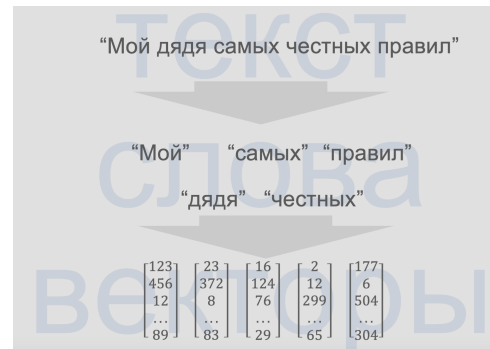 текст
“Мой дядя самых честных правил”
слова
“Мой” “самых” “правил”
“дядя” “честных”
векторы
[123 456 12 ... 89] [23 372 8 ... 83] [16 124 76 ... 29] [2 12 299 ... 65] [177 6 504 ... 304]